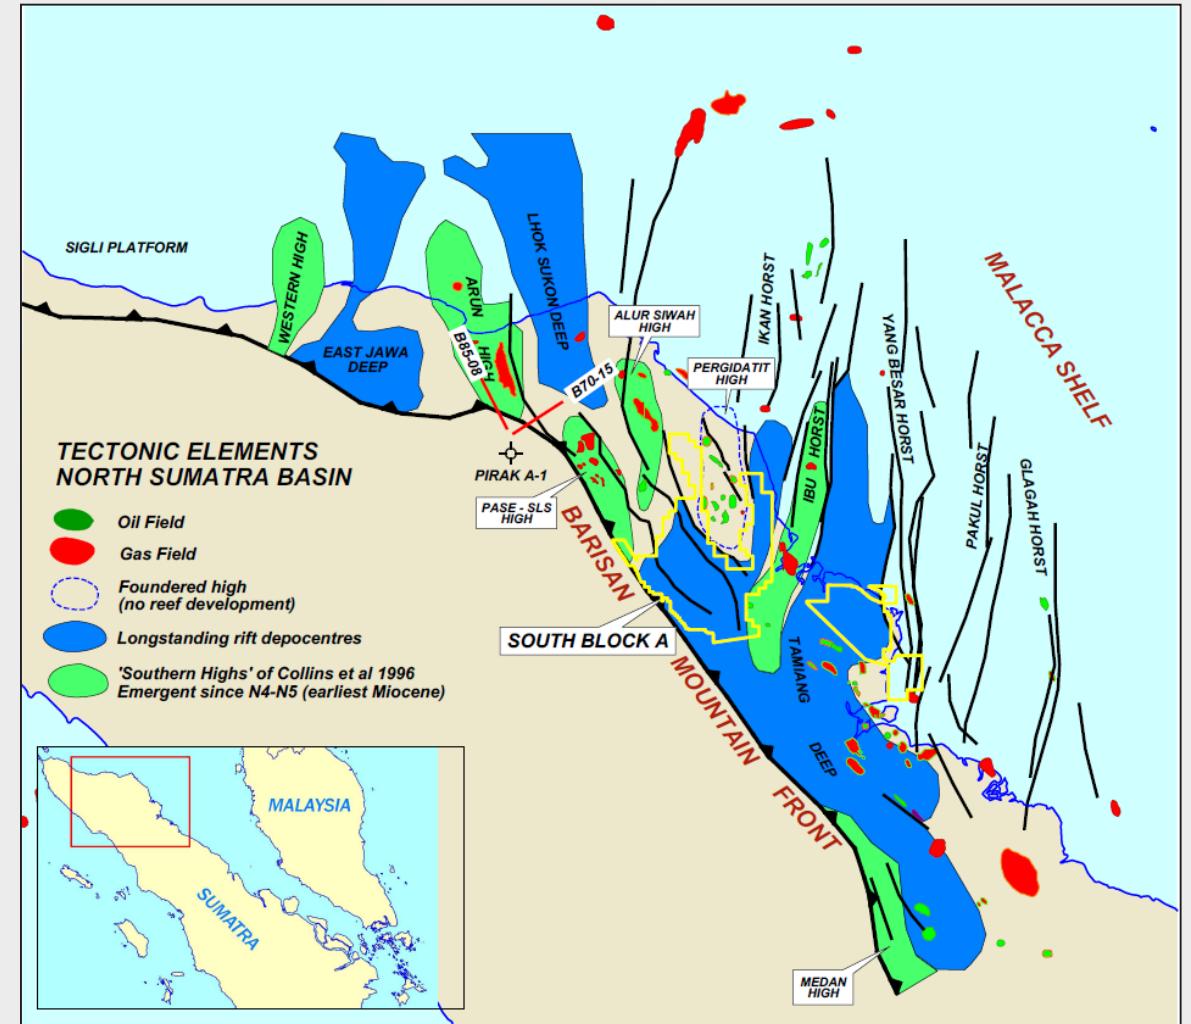 SIGLI PLATFORM
WESTERN HIGH
EAST JAWA
DEEP
ARUN
HIGH
B85-08
LHOK SUKON DEEP
B70-15
ALUR SIWAH
HIGH
PERGIDATIT
HIGH
IKAN HORST
IBU HORST
YANG BESAR HORST
PAKUL HORST
GLAGAH HORST
MALACCA SHELF
PIRAK A-1
PASE - SLS
HIGH
BARISAN
MOUNTAIN
FRONT
SOUTH BLOCK A
TAMIANG
DEEP
MEDAN
HIGH
TECTONIC ELEMENTS
NORTH SUMATRA BASIN
Oil Field
Gas Field
Foundered high
(no reef development)
Longstanding rift depocentres
'Southern Highs' of Collins et al 1996
Emergent since N4-N5 (earliest Miocene)
MALAYSIA
SUMATRA